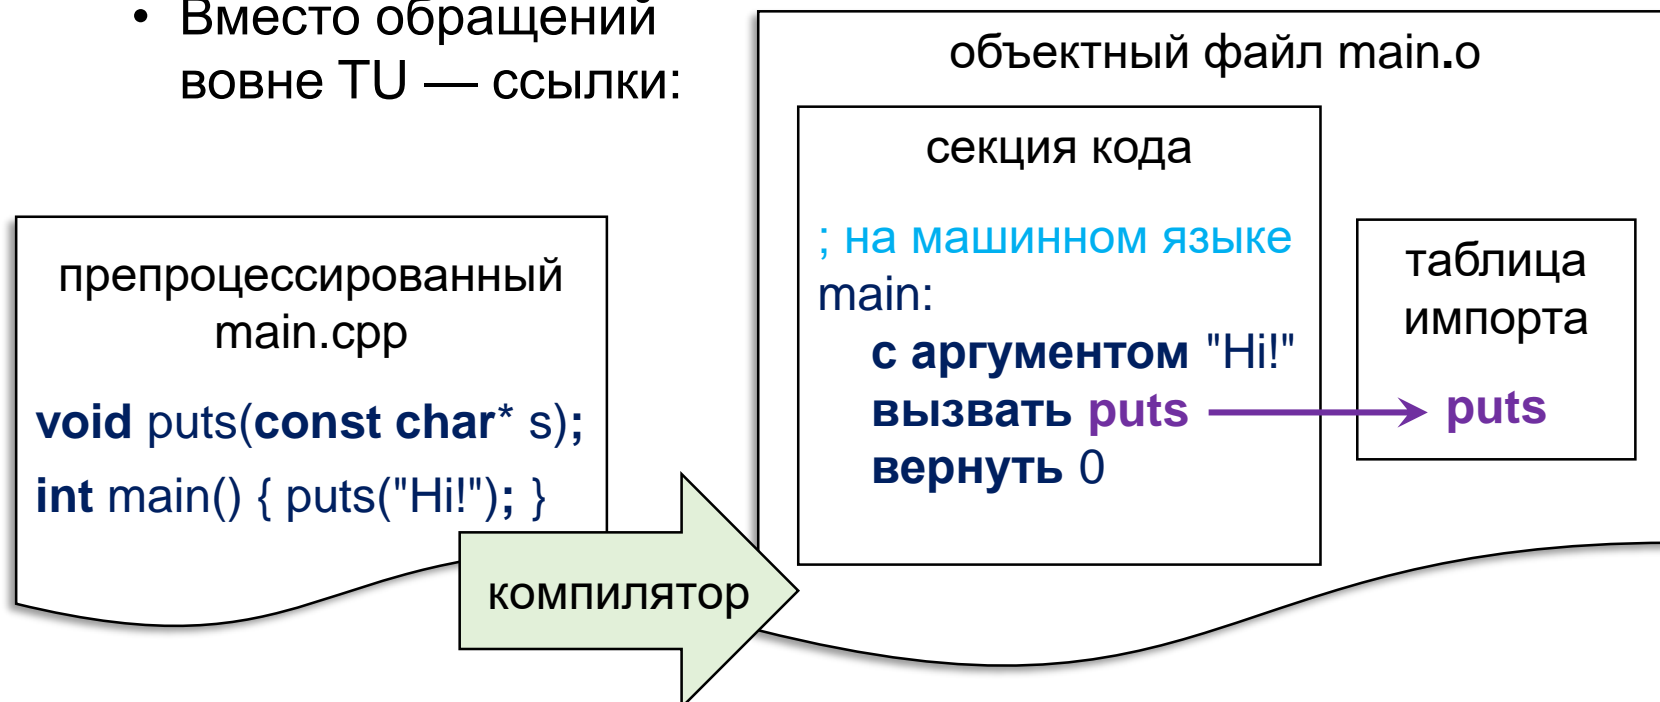 • Вместо обращений
вовне TU — ссылки:
препроцессированный
main.cpp
void puts(const char* s);
int main() { puts("Hi!"); }
компилятор
объектный файл main.o
секция кода
; на машинном языке
main:
с аргументом "Hi!"
вызвать puts
вернуть 0
таблица
импорта
puts